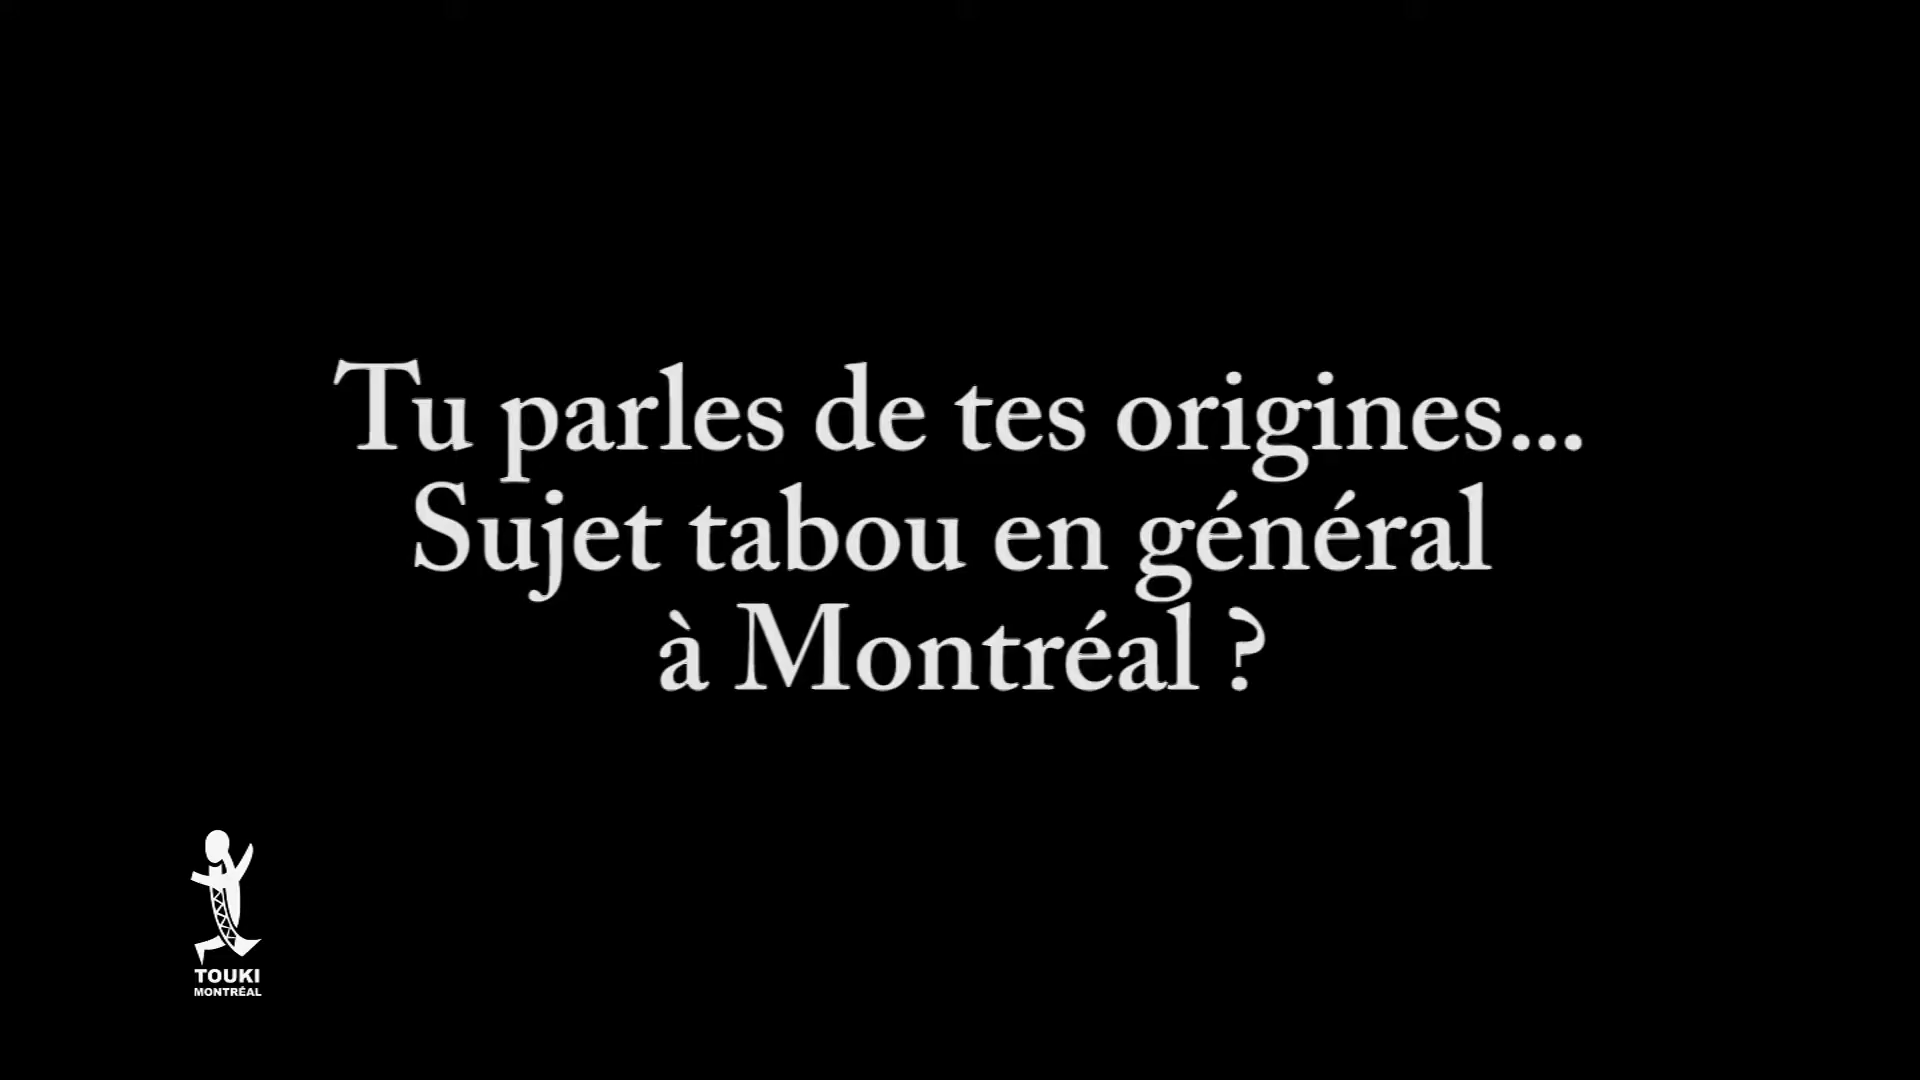 Tu parles de tes origines...
Sujet tabou en général
à Montréal ?
TOUKI
MONTRÉAL